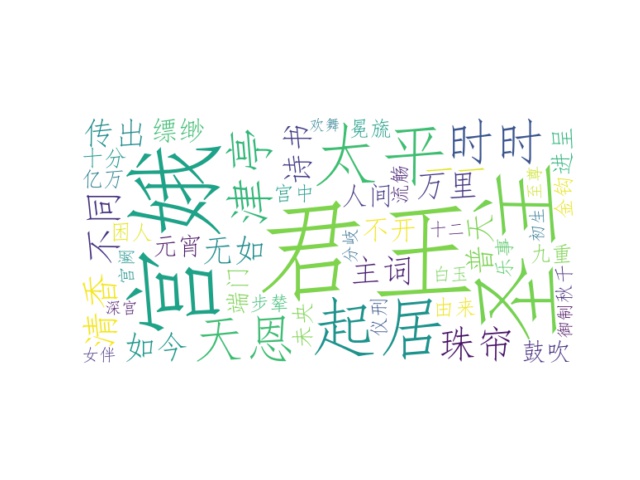 传出
缥缈
十分
亿万
不同
困人
宫阙
清香
深宫
女伴
宫娥
元宵
无如
如今
天恩
津亭
端门
步辇
宫中
诗书
欢舞
冕旒
太平
人间
流觞
万里
君王
分岐
主词
不开
十二
白玉
未央
仪刑
起居
由来
珠帘
时时
一一
进呈
至尊
金钩
初生
圣主
普天
乐事
九重
千秋
御制
鼓吹